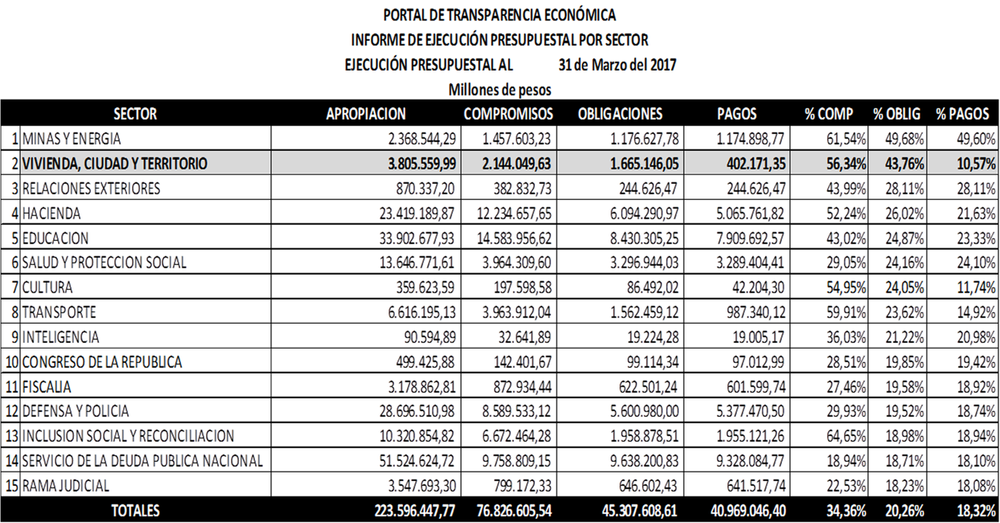 PORTAL DE TRANSPARENCIA ECONÓMICA
INFORME DE EJECUCIÓN PRESUPUESTAL POR SECTOR
EJECUCIÓN PRESUPUESTAL AL 31 de Marzo del 2017
Millones de pesos
SECTOR APROPIACION COMPROMISOS OBLIGACIONES PAGOS % COMP % OBLIG % PAGOS
1 MINAS Y ENERGIA 2.368.544,29 1.457.603,23 1.176.627,78 1.174.898,77 61,54% 49,68% 49,60%
2 VIVIENDA, CIUDAD Y TERRITORIO 3.805.559,99 2.144.049,63 1.665.146,05 402.171,35 56,34% 43,76% 10,57%
3 RELACIONES EXTERIORES 870.337,20 382.832,73 244.626,47 244.626,47 43,99% 28,11% 28,11%
4 HACIENDA 23.419.189,87 12.234.657,65 6.094.290,97 5.065.761,82 52,24% 26,02% 21,63%
5 EDUCACION 33.902.677,93 14.583.956,62 8.430.305,25 7.909.692,57 43,02% 24,87% 23,33%
6 SALUD Y PROTECCION SOCIAL 13.646.771,61 3.964.309,60 3.296.944,03 3.289.404,41 29,05% 24,16% 24,10%
7 CULTURA 359.623,59 197.598,58 86.492,02 42.204,30 54,95% 24,05% 11,74%
8 TRANSPORTE 6.616.195,13 3.963.912,04 1.562.459,12 987.340,12 59,91% 23,62% 14,92%
9 INTELIGENCIA 90.594,89 32.641,89 19.224,28 19.005,17 36,03% 21,22% 20,98%
10 CONGRESO DE LA REPUBLICA 499.425,88 142.401,67 99.114,34 97.012,99 28,51% 19,85% 19,42%
11 FISCALIA 3.178.862,81 872.934,44 622.501,24 601.599,74 27,46% 19,58% 18,92%
12 DEFENSA Y POLICIA 28.696.510,98 8.589.533,12 5.600.980,00 5.377.470,50 29,93% 19,52% 18,74%
13 INCLUSION SOCIAL Y RECONCILIACION 10.320.854,82 6.672.464,28 1.958.878,51 1.955.121,26 64,65% 18,98% 18,94%
14 SERVICIO DE LA DEUDA PUBLICA NACIONAL 51.524.624,72 9.758.809,15 9.638.200,83 9.328.084,77 18,94% 18,71% 18,10%
15 RAMA JUDICIAL 3.547.693,30 799.172,33 646.602,43 641.517,74 22,53% 18,23% 18,08%
TOTALES 223.596.447,77 76.826.605,54 45.307.608,61 40.969.046,40 34,36% 20,26% 18,32%